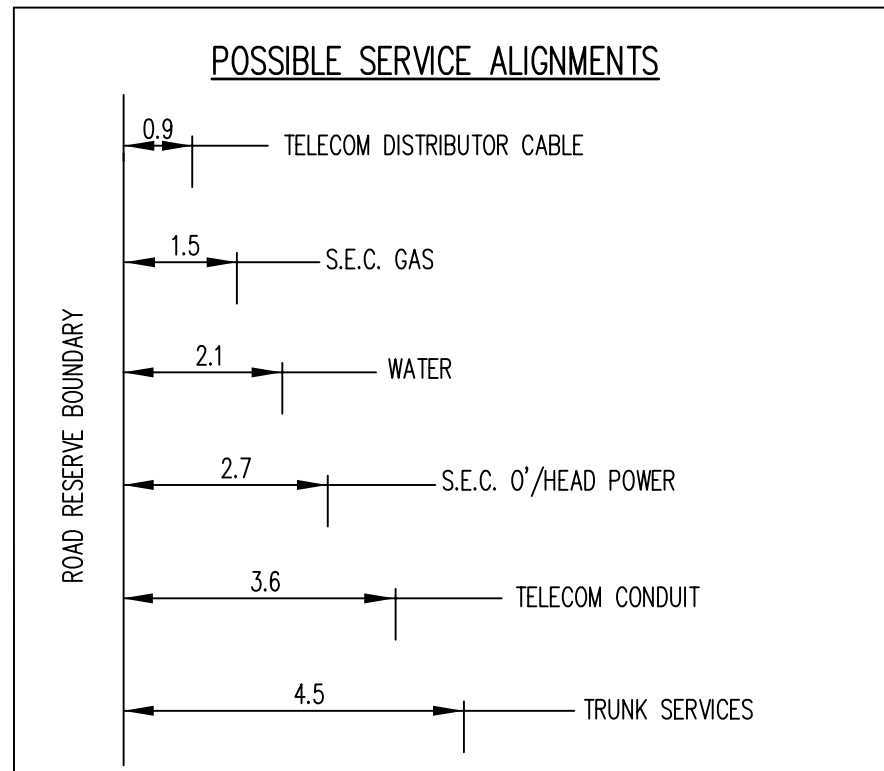 POSSIBLE SERVICE ALIGNMENTS
0.9
TELECOM DISTRIBUTOR CABLE
1.5
S.E.C. GAS
2.1
WATER
2.7
S.E.C. O'/HEAD POWER
3.6
TELECOM CONDUIT
4.5
TRUNK SERVICES
ROAD RESERVE BOUNDARY